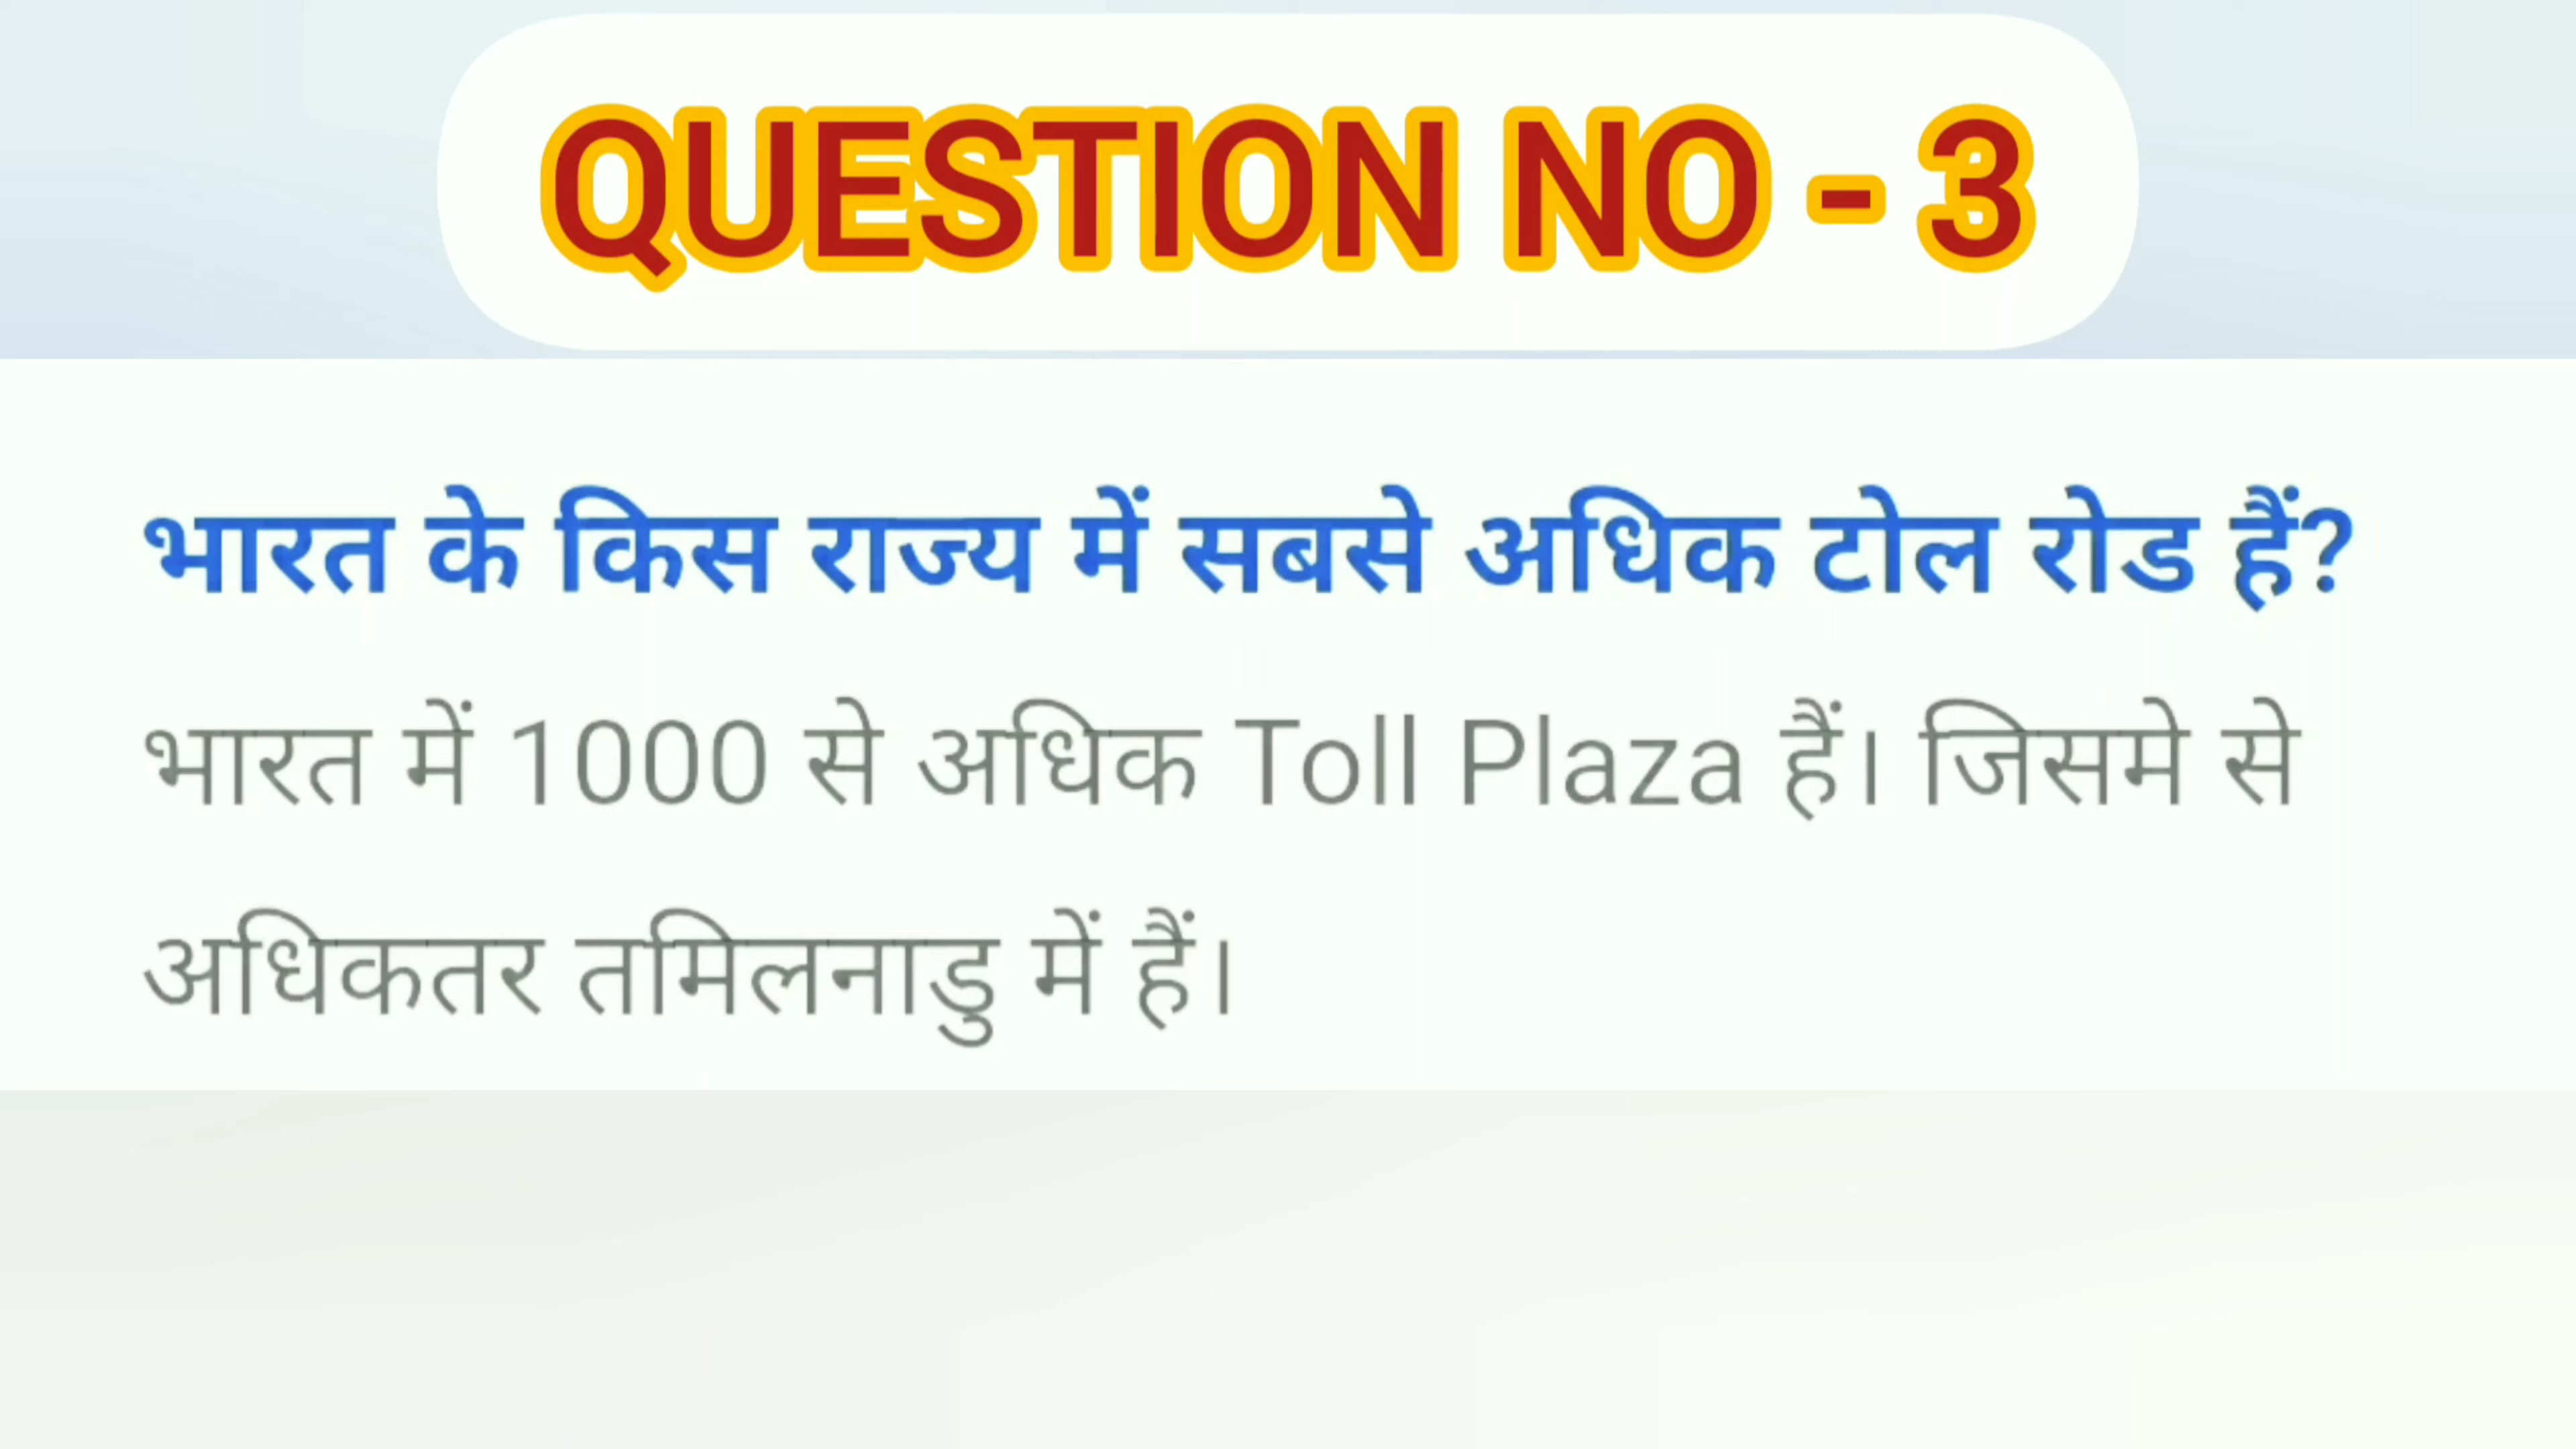 QUESTION NO - 3
भारत के किस राज्य में सबसे अधिक टोल रोड हैं?
भारत में 1000 से अधिक Toll Plaza हैं। जिसमे से
अधिकतर तमिलनाडु में हैं।